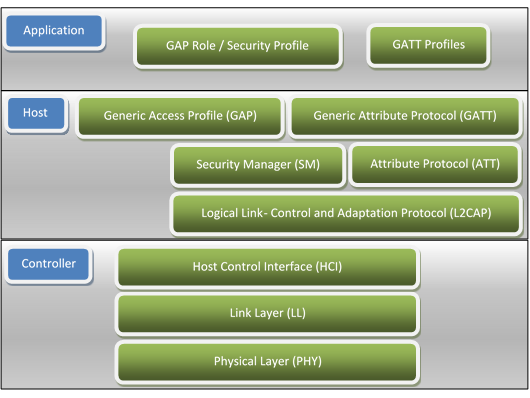 Application
GAP Role / Security Profile
GATT Profiles
Host
Generic Access Profile (GAP)
Generic Attribute Protocol (GATT)
Security Manager (SM)
Attribute Protocol (ATT)
Logical Link- Control and Adaptation Protocol (L2CAP)
Controller
Host Control Interface (HCI)
Link Layer (LL)
Physical Layer (PHY)